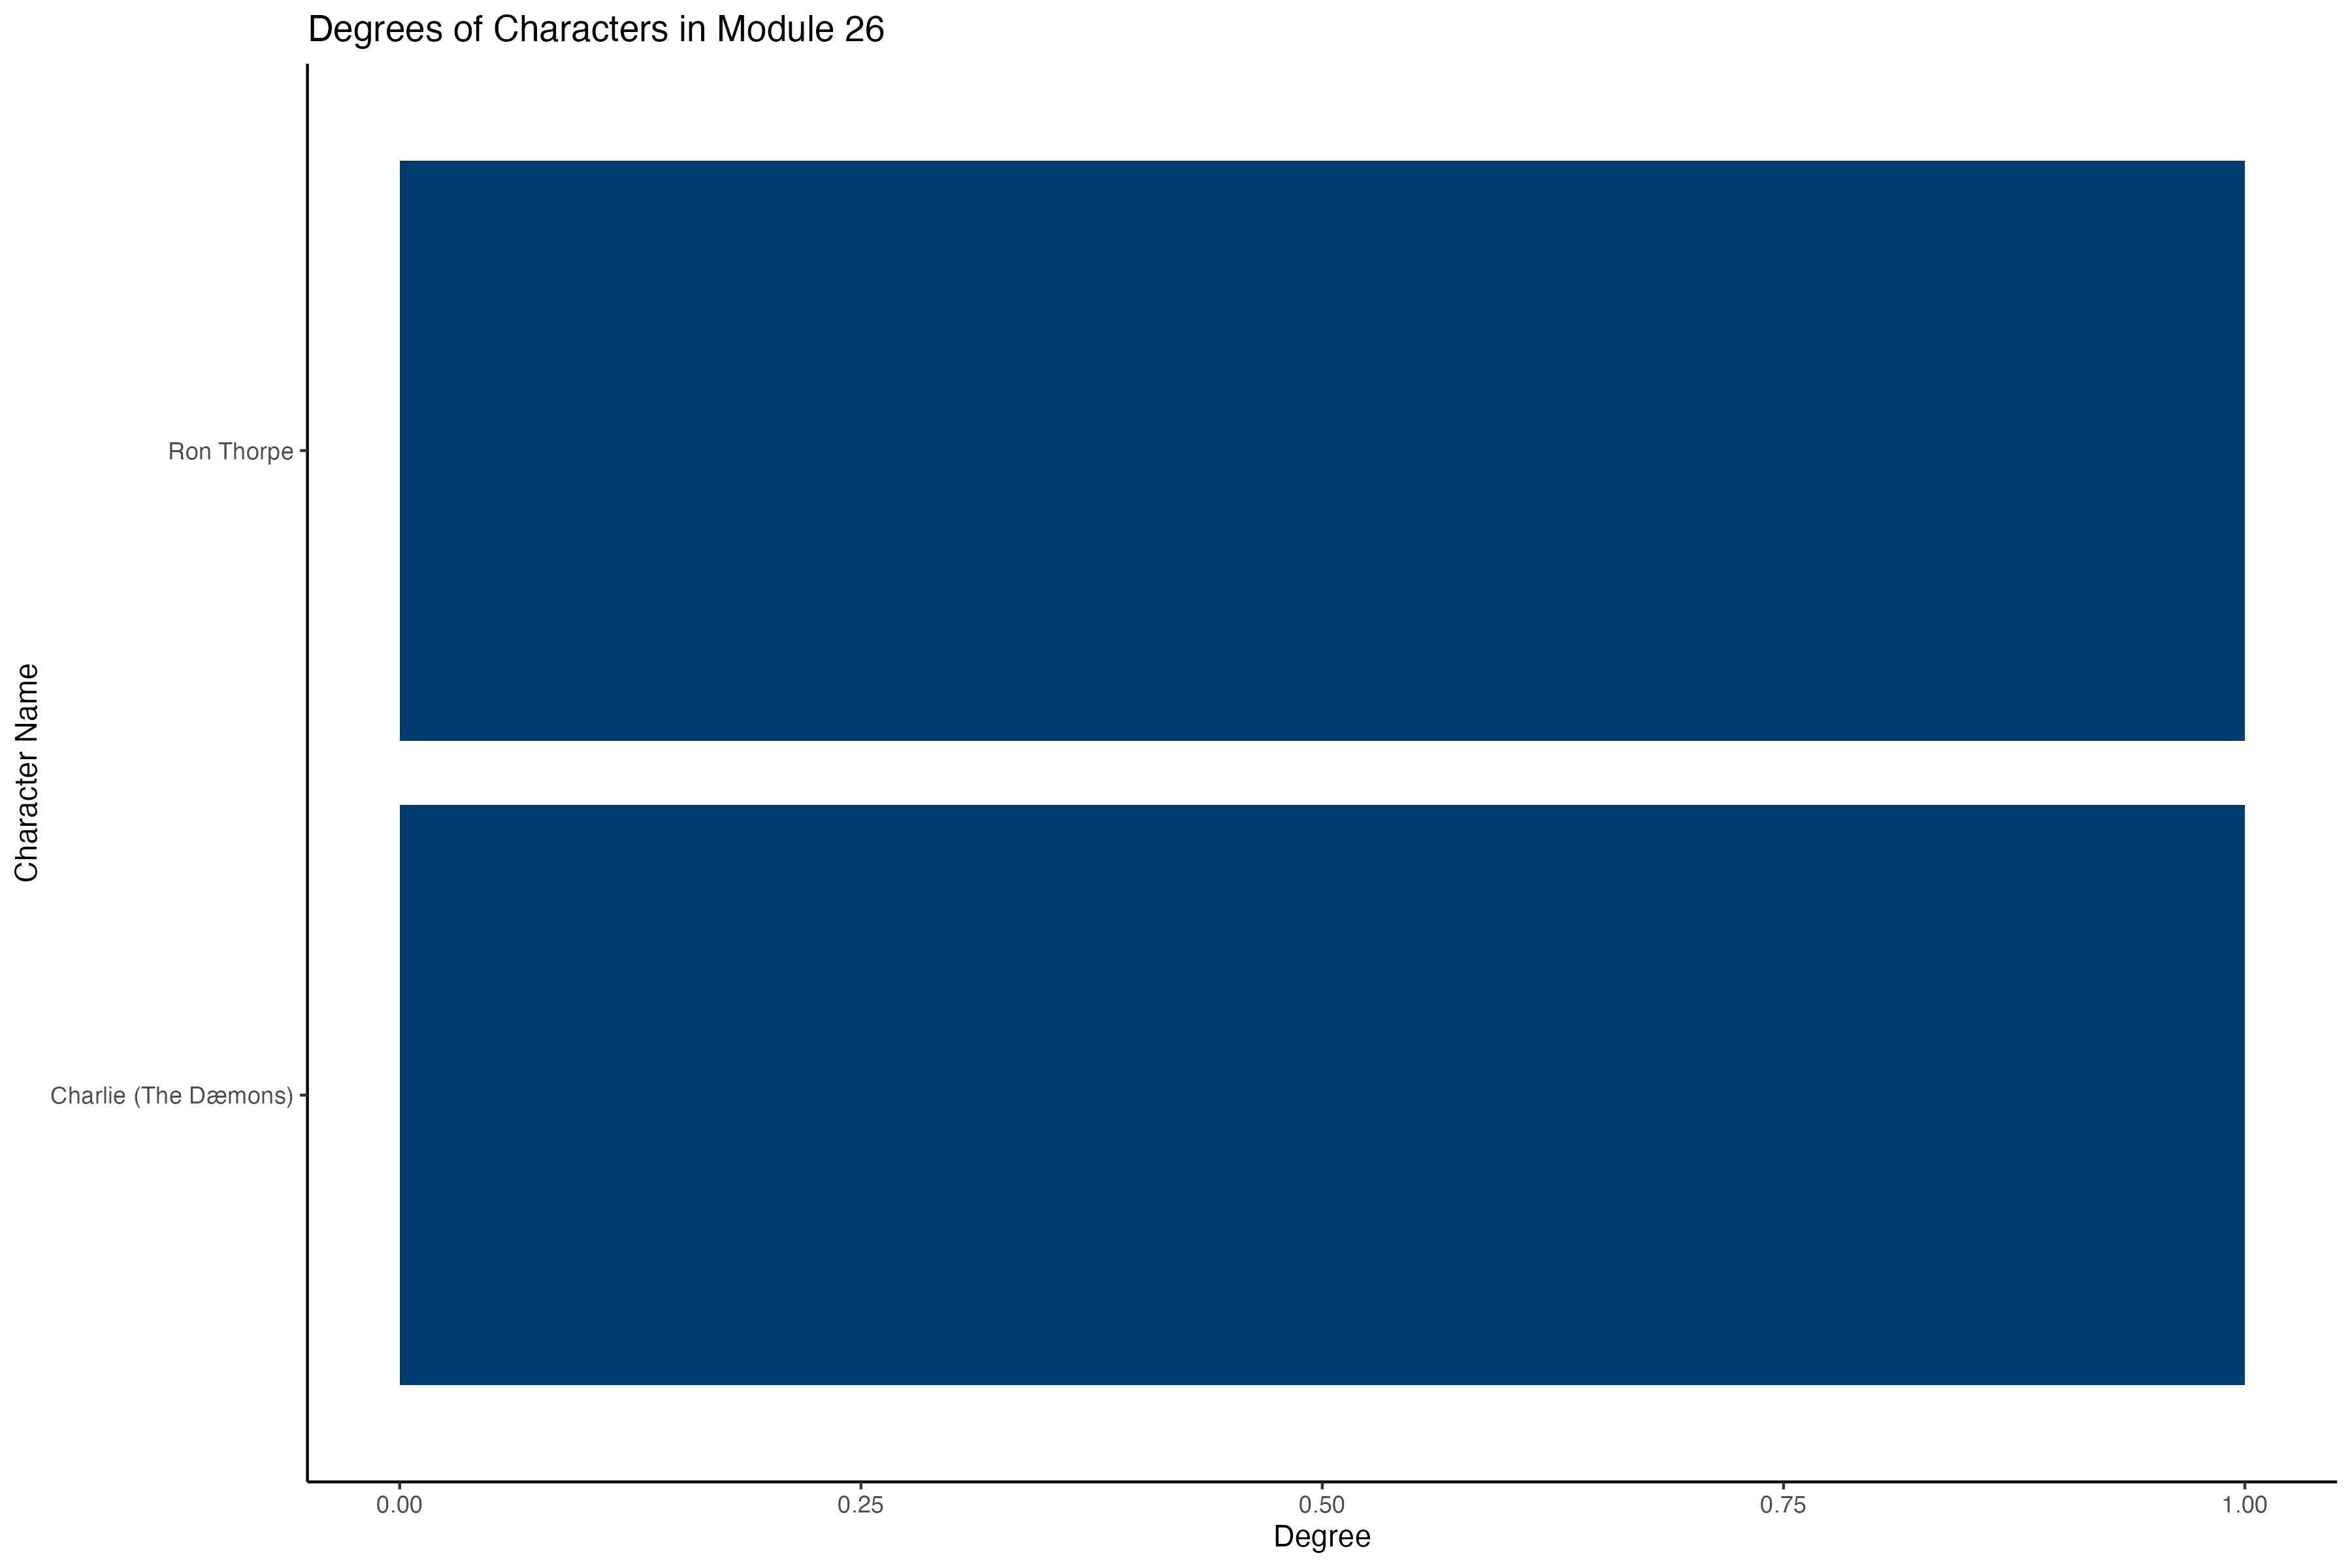 Degrees of Characters in Module 26
Character Name
Ron Thorpe
Charlie (The Dæmons)
0.00 0.25 0.50 0.75 1.00
Degree